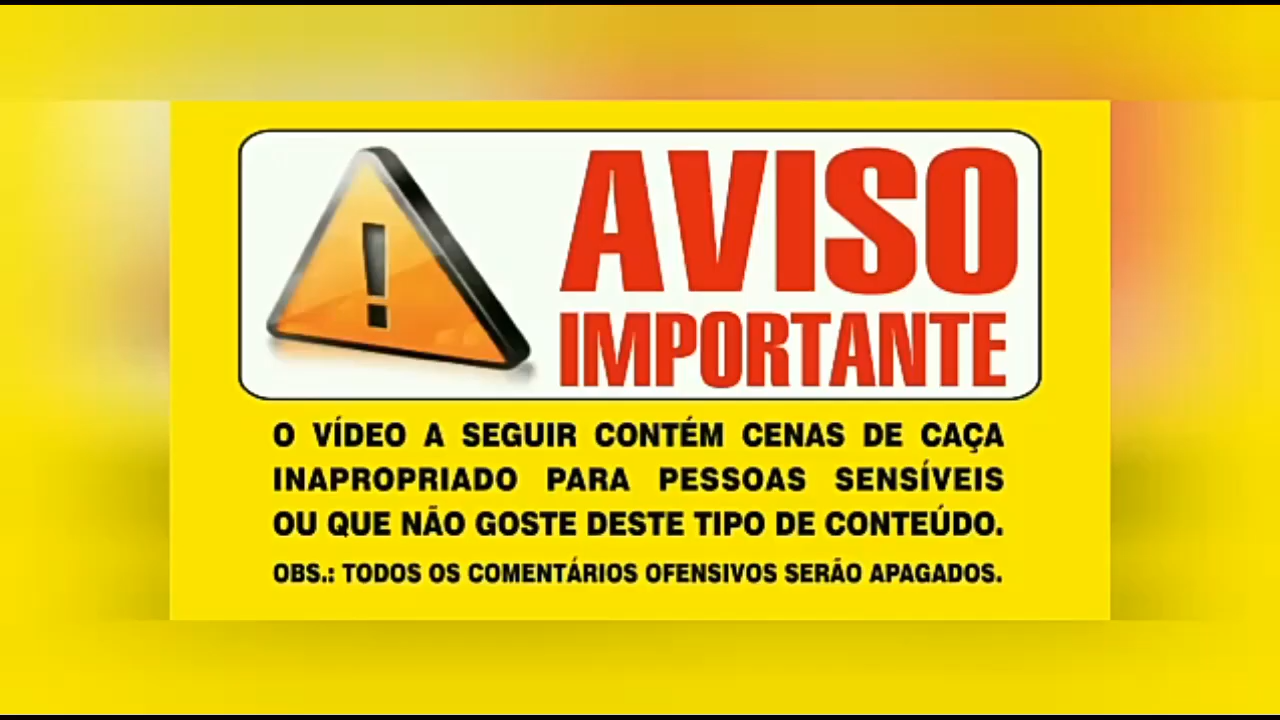 AVISO
IMPORTANTE
O VÍDEO A SEGUIR CONTÉM CENAS DE CAÇA
INAPROPRIADO PARA PESSOAS SENSÍVEIS
OU QUE NÃO GOSTE DESTE TIPO DE CONTEÚDO.
OBS.: TODOS OS COMENTÁRIOS OFENSIVOS SERÃO APAGADOS.